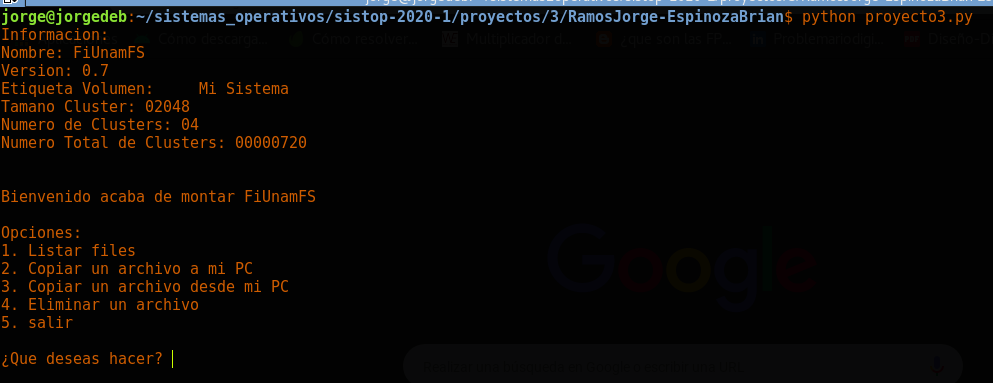 jorge@jorgedeb:~/sistemas_operativos/sistop-2020-1/proyectos/3/RamosJorge-EspinozaBrian$ python proyecto3.py
Informacion:
Nombre: FiUnamFS
Version: 0.7
Etiqueta Volumen:     Mi Sistema
Tamano Cluster: 02048
Numero de Clusters: 04
Numero Total de Clusters: 00000720
Bienvenido acaba de montar FiUnamFS
Opciones:
1. Listar files
2. Copiar un archivo a mi PC
3. Copiar un archivo desde mi PC
4. Eliminar un archivo
5. salir
¿Que deseas hacer?
Google